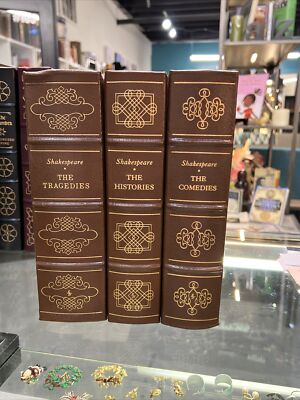 Shakespeare
THE
TRAGEDIES
Shakespeare
THE
HISTORIES
Shakespeare
THE
COMEDIES